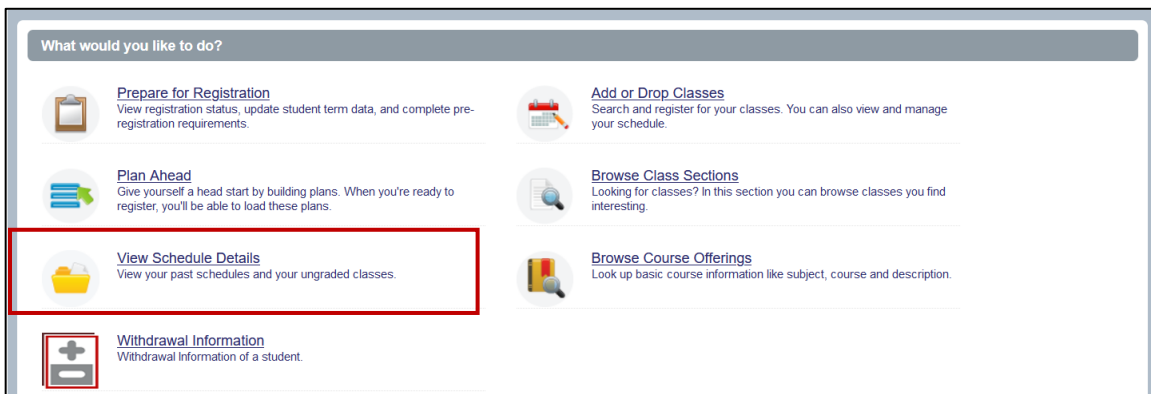 What would you like to do?
Prepare for Registration
View registration status, update student term data, and complete pre-
registration requirements.
Add or Drop Classes
Search and register for your classes. You can also view and manage
your schedule.
Plan Ahead
Give yourself a head start by building plans. When you're ready to
register, you'll be able to load these plans.
Browse Class Sections
Looking for classes? In this section you can browse classes you find
interesting.
View Schedule Details
View your past schedules and your ungraded classes.
Browse Course Offerings
Look up basic course information like subject, course and description.
Withdrawal Information
Withdrawal Information of a student.